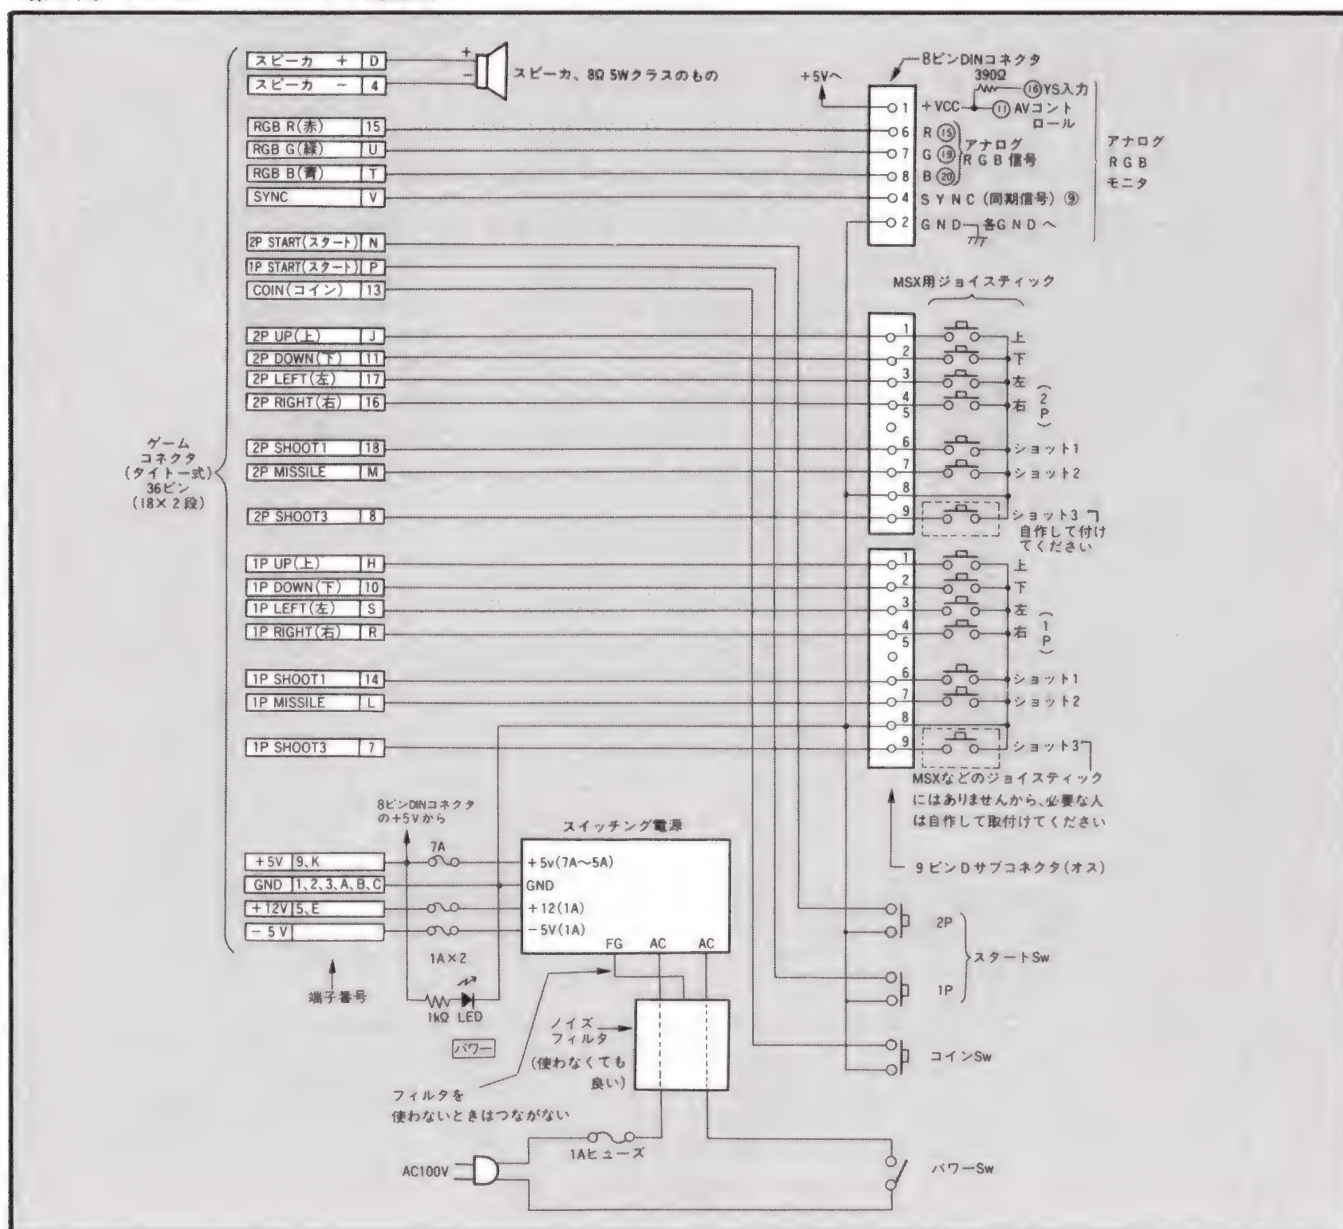 スピーカ + D
スピーカ − 4
スピーカ、8Ω 5Wクラスのもの
RGB R(赤) 15
RGB G(緑) U
RGB B(青) T
SYNC V
2P START(スタート) N
1P START(スタート) P
COIN(コイン) 13
2P UP(上) J
2P DOWN(下) 11
2P LEFT(左) 17
2P RIGHT(右) 16
2P SHOOT1 18
2P MISSILE M
2P SHOOT3 8
1P UP(上) H
1P DOWN(下) 10
1P LEFT(左) S
1P RIGHT(右) R
1P SHOOT1 14
1P MISSILE L
1P SHOOT3 7
+5V 9、K
GND 1、2、3、A、B、C
+12V 5、E
−5V
端子番号
ゲーム
コネクタ
(タイトー式)
36ピン
(18×2段)
+5Vへ
8ピンDINコネクタ
390Ω
⑯YS入力
1 +VCC
⑪AVコント
ロール
6 R⑮
7 G⑲
8 B⑳
アナログ
RGB信号
4 SYNC(同期信号)⑨
2 GND 各GNDへ
アナログ
RGB
モニタ
MSX用ジョイスティック
1 上
2 下
3 左
4 右
5
(2P)
6 ショット1
7 ショット2
8
9 ショット3
自作して付け
てください
1 上
2 下
3 左
4 右
5
(1P)
6 ショット1
7 ショット2
8
9 ショット3
MSXなどのジョイスティック
にはありませんから、必要な人
は自作して取付けてください
9ピンDサブコネクタ(オス)
8ピンDINコネクタ
の+5Vから
7A
スイッチング電源
+5v(7A〜5A)
GND
+12(1A)
−5V(1A)
FG AC AC
1A×2
1kΩ LED
パワー
ノイズ
フィルタ
(使わなくても
良い)
フィルタを
使わないときはつながない
2P
1P
スタートSw
コインSw
1Aヒューズ
AC100V
パワーSw